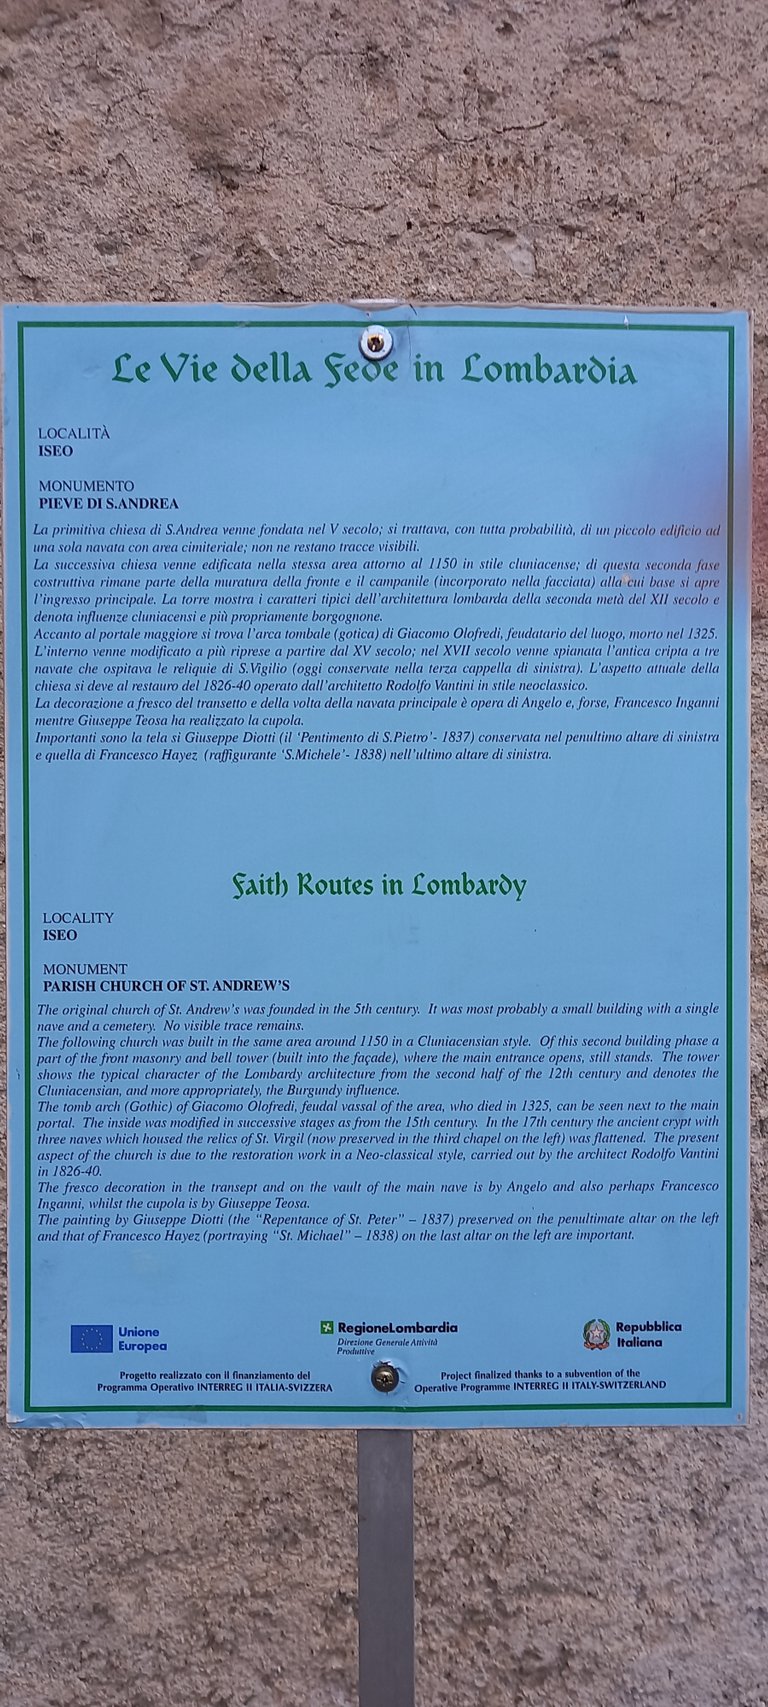 Le Vie della Fede in Lombardia
LOCALITÀ
ISEO
MONUMENTO
PIEVE DI S.ANDREA
La primitiva chiesa di S.Andrea venne fondata nel V secolo; si trattava, con tutta probabilità, di un piccolo edificio ad
una sola navata con area cimiteriale; non ne restano tracce visibili.
La successiva chiesa venne edificata nella stessa area attorno al 1150 in stile cluniacense; di questa seconda fase
costruttiva rimane parte della muratura della fronte e il campanile (incorporato nella facciata) alla cui base si apre
l'ingresso principale. La torre mostra i caratteri tipici dell'architettura lombarda della seconda metà del XII secolo e
denota influenze cluniacensi e più propriamente borgognone.
Accanto al portale maggiore si trova l'arca tombale (gotica) di Giacomo Olofredi, feudatario del luogo, morto nel 1325.
L'interno venne modificato a più riprese a partire dal XV secolo; nel XVII secolo venne spianata l'antica cripta a tre
navate che ospitava le reliquie di S.Vigilio (oggi conservate nella terza cappella di sinistra). L'aspetto attuale della
chiesa si deve al restauro del 1826-40 operato dall'architetto Rodolfo Vantini in stile neoclassico.
La decorazione a fresco del transetto e della volta della navata principale è opera di Angelo e, forse, Francesco Inganni
mentre Giuseppe Teosa ha realizzato la cupola.
Importanti sono la tela si Giuseppe Diotti (il 'Pentimento di S.Pietro'- 1837) conservata nel penultimo altare di sinistra
e quella di Francesco Hayez (raffigurante 'S.Michele'- 1838) nell'ultimo altare di sinistra.
Faith Routes in Lombardy
LOCALITY
ISEO
MONUMENT
PARISH CHURCH OF ST. ANDREW'S
The original church of St. Andrew's was founded in the 5th century. It was most probably a small building with a single
nave and a cemetery. No visible trace remains.
The following church was built in the same area around 1150 in a Cluniacensian style. Of this second building phase a
part of the front masonry and bell tower (built into the façade), where the main entrance opens, still stands. The tower
shows the typical character of the Lombardy architecture from the second half of the 12th century and denotes the
Cluniacensian, and more appropriately, the Burgundy influence.
The tomb arch (Gothic) of Giacomo Olofredi, feudal vassal of the area, who died in 1325, can be seen next to the main
portal. The inside was modified in successive stages as from the 15th century. In the 17th century the ancient crypt with
three naves which housed the relics of St. Virgil (now preserved in the third chapel on the left) was flattened. The present
aspect of the church is due to the restoration work in a Neo-classical style, carried out by the architect Rodolfo Vantini
in 1826-40.
The fresco decoration in the transept and on the vault of the main nave is by Angelo and also perhaps Francesco
Inganni, whilst the cupola is by Giuseppe Teosa.
The painting by Giuseppe Diotti (the "Repentance of St. Peter" – 1837) preserved on the penultimate altar on the left
and that of Francesco Hayez (portraying "St. Michael" – 1838) on the last altar on the left are important.
Unione
Europea
RegioneLombardia
Direzione Generale Attività
Produttive
Repubblica
Italiana
Progetto realizzato con il finanziamento del
Programma Operativo INTERREG II ITALIA-SVIZZERA
Project finalized thanks to a subvention of the
Operative Programme INTERREG II ITALY-SWITZERLAND